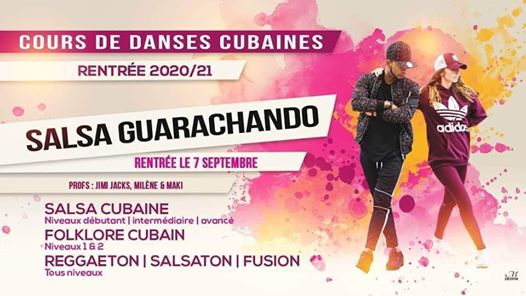 COURS DE DANSES CUBAINES
RENTRÉE 2020/21
SALSA GUARACHANDO
RENTRÉE LE 7 SEPTEMBRE
PROFS : JIMI JACKS, MILÈNE & MAKI
SALSA CUBAINE
Niveaux débutant | intermédiaire | avancé
FOLKLORE CUBAIN
Niveaux 1 & 2
REGGAETON | SALSATON | FUSION
Tous niveaux
adidas